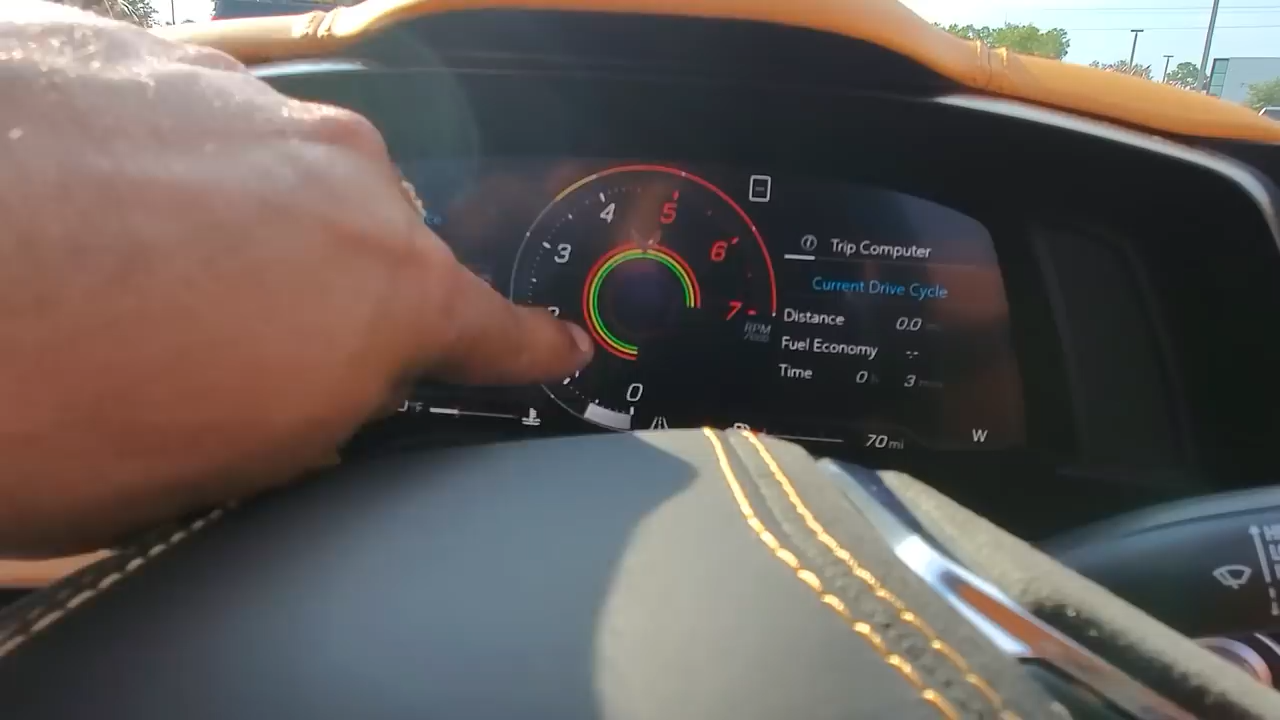 4 5
3 6
7
RPM
0
Trip Computer
Current Drive Cycle
Distance 0.0
Fuel Economy -.-
Time 0 h 3
°F
70 mi
W